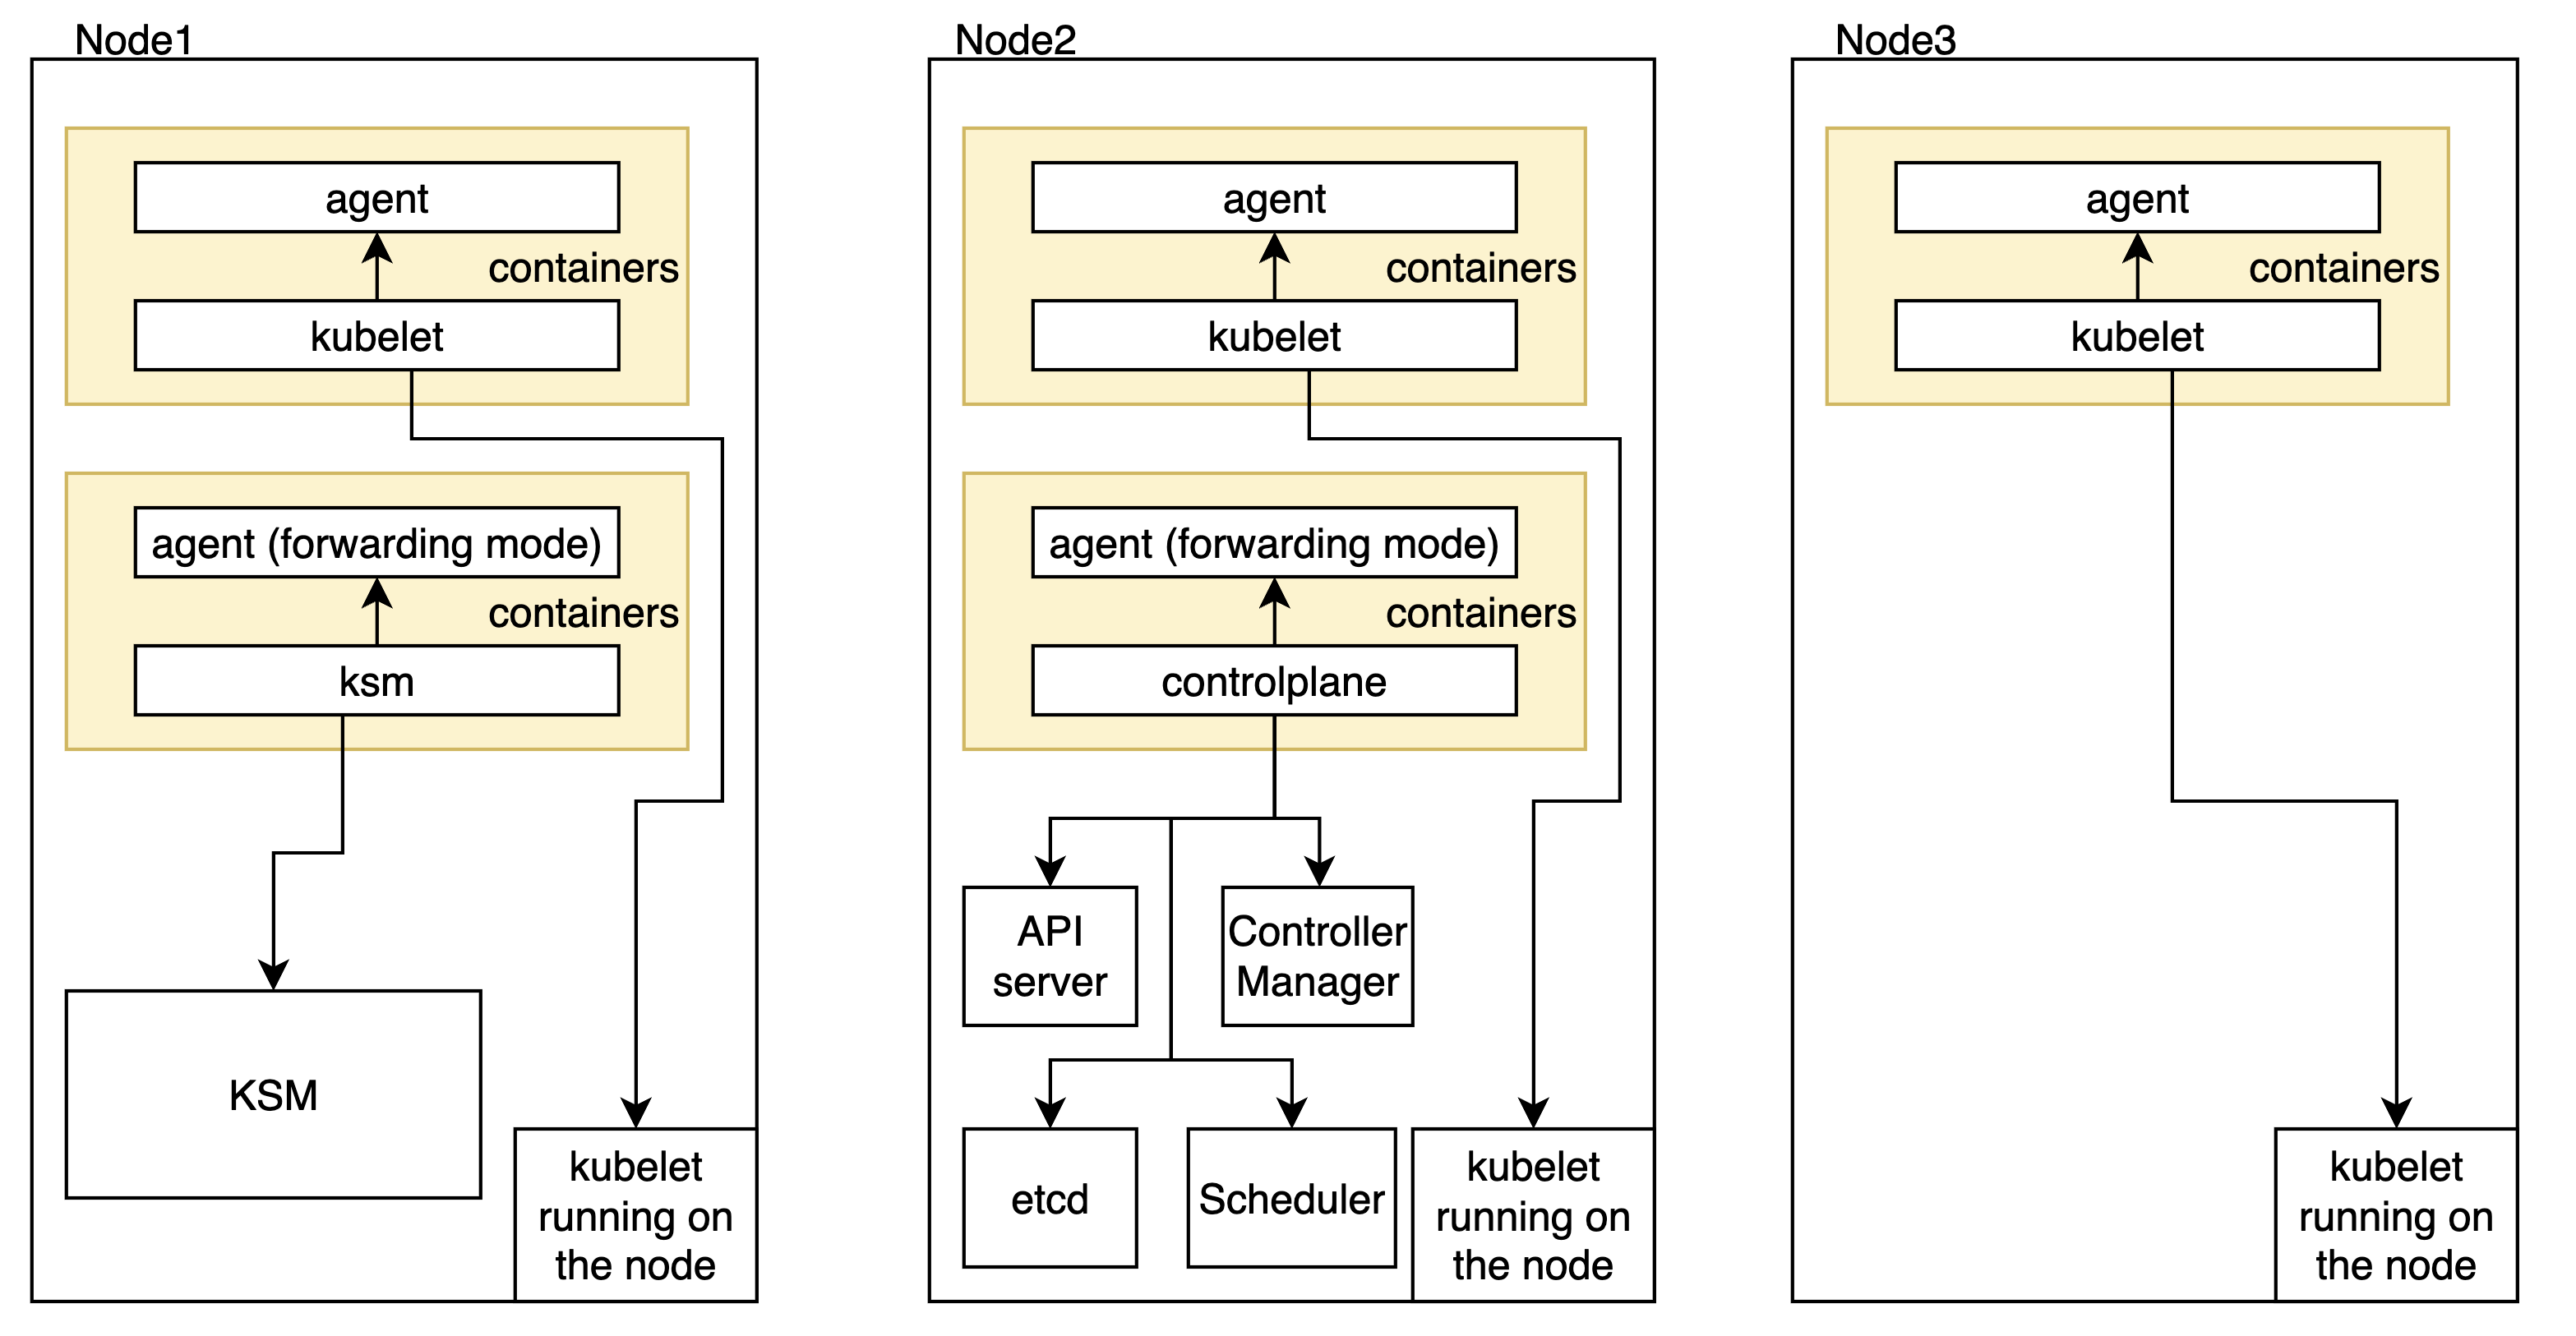 Node1
agent
containers
kubelet
agent (forwarding mode)
containers
ksm
KSM
kubelet
running on
the node
Node2
agent
containers
kubelet
agent (forwarding mode)
containers
controlplane
API
server
Controller
Manager
etcd
Scheduler
kubelet
running on
the node
Node3
agent
containers
kubelet
kubelet
running on
the node